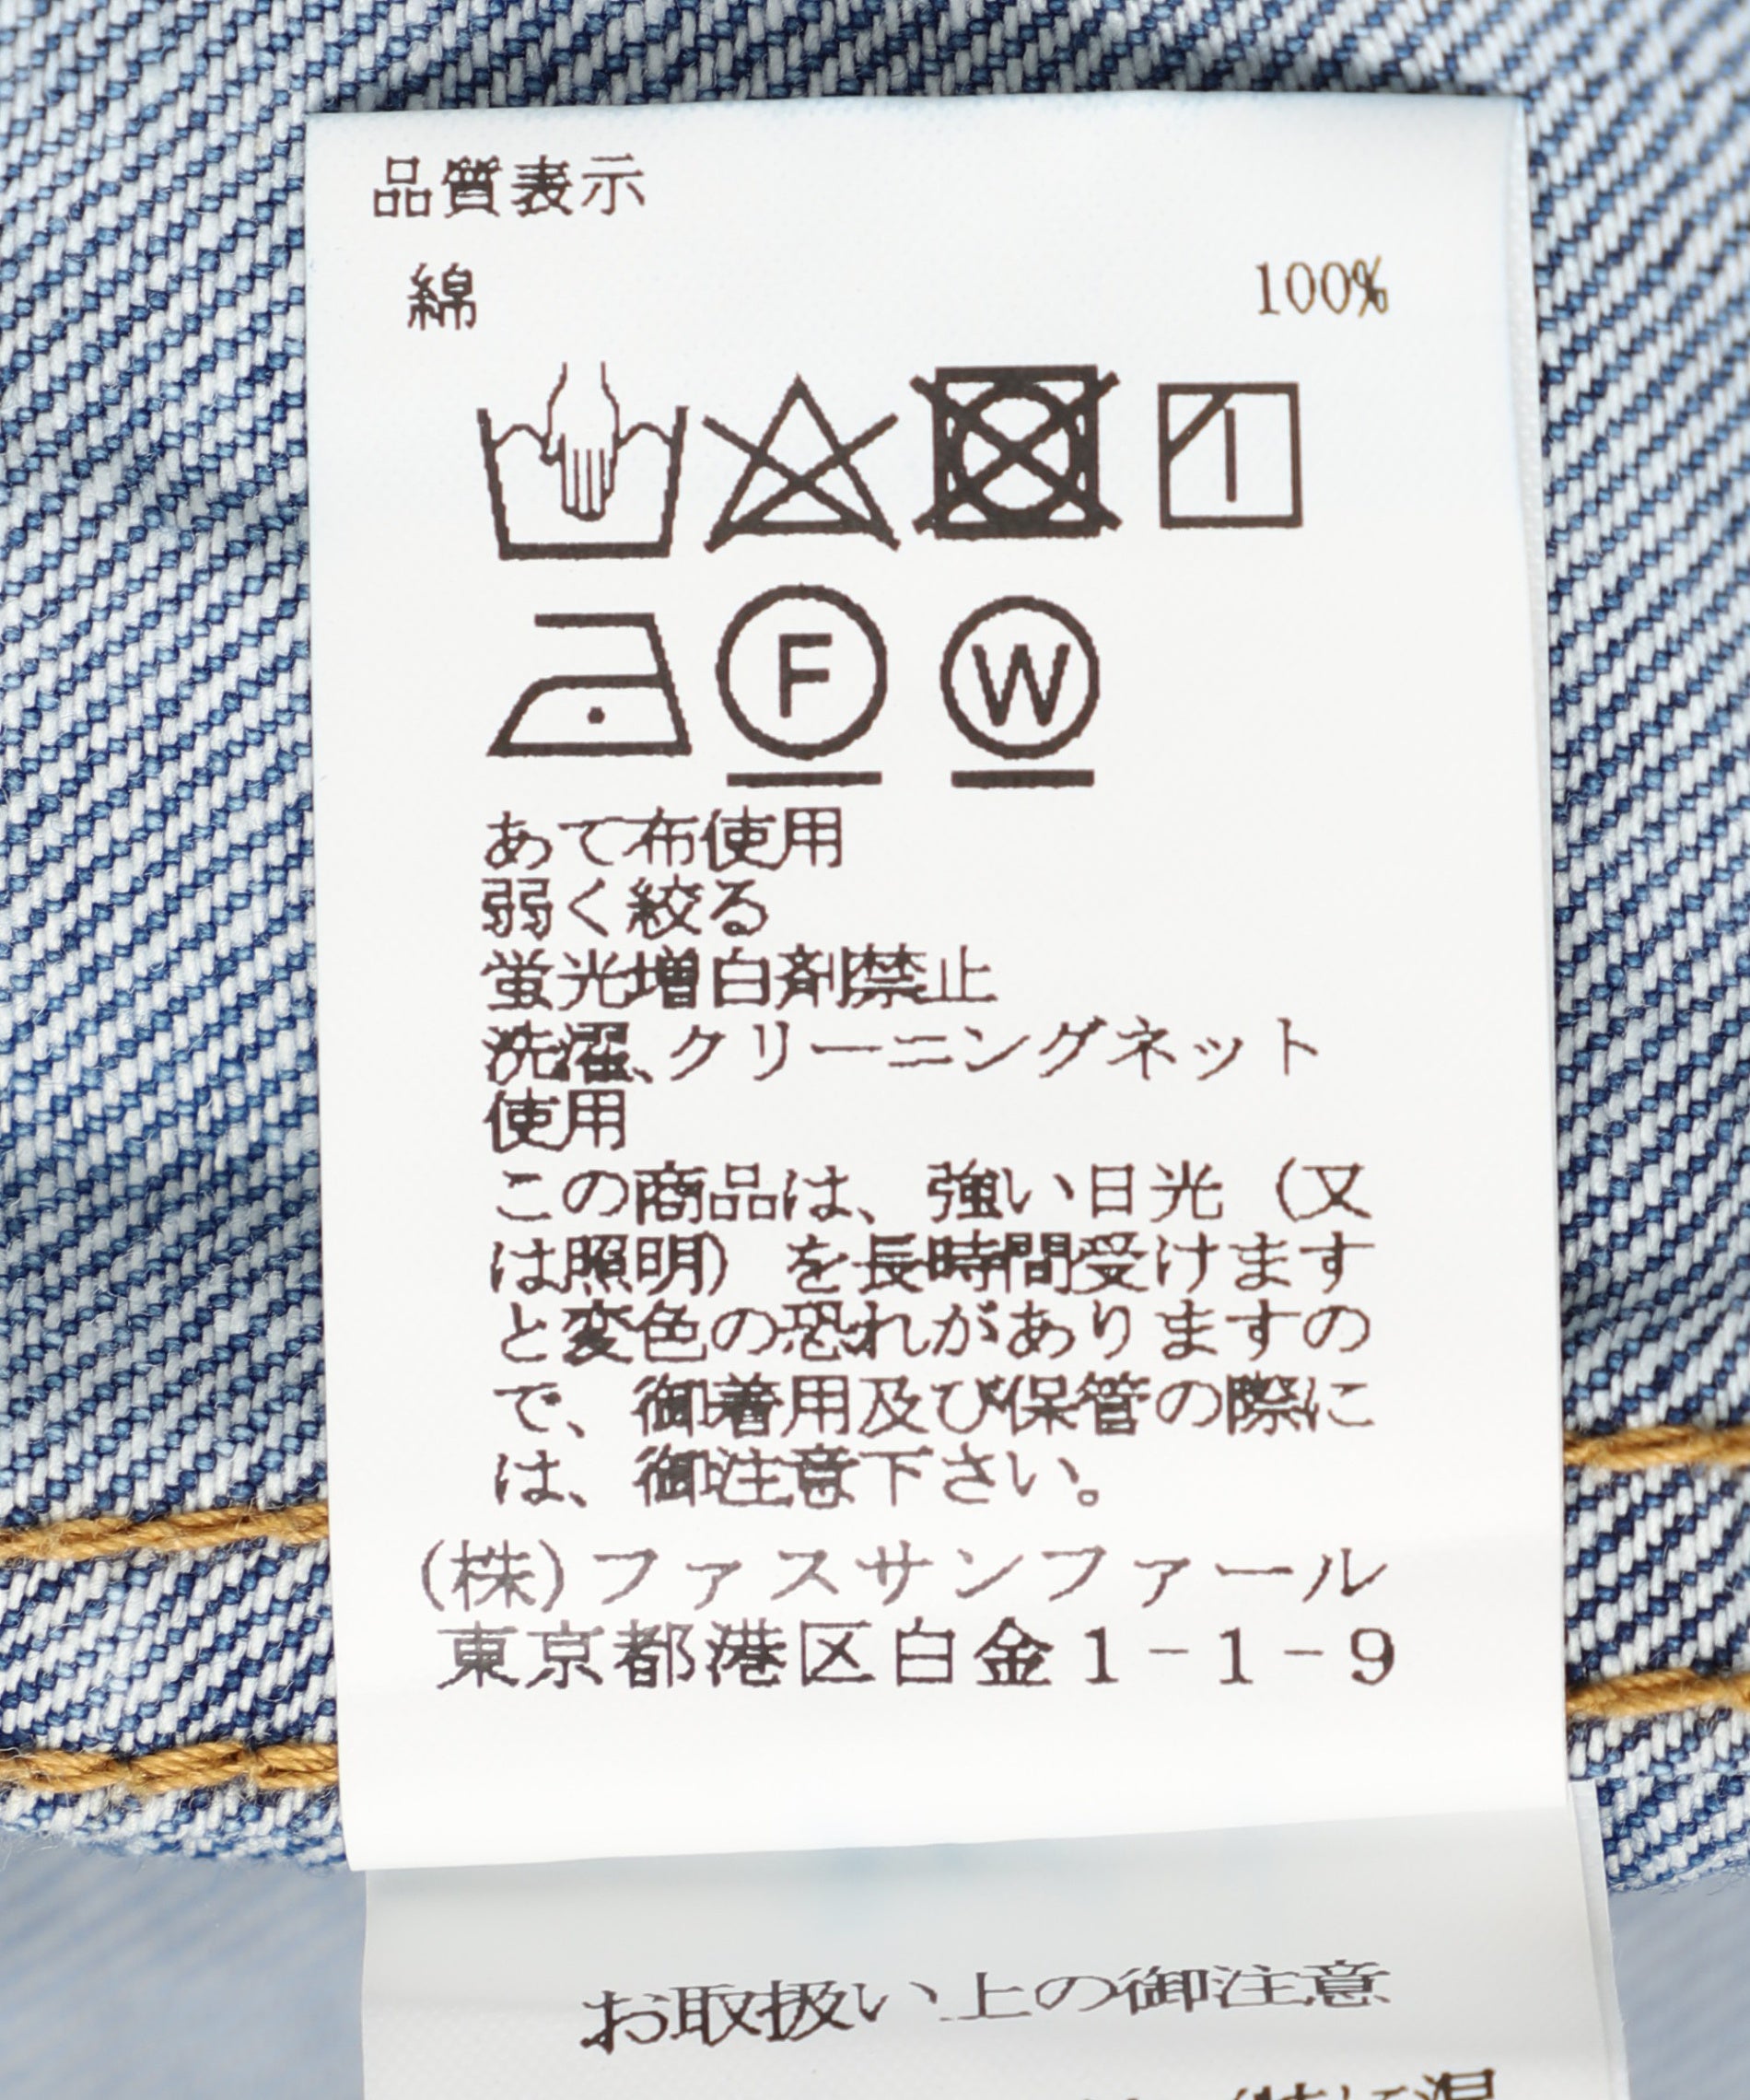 品質表示
綿 100%
F W
あて布使用
弱く絞る
蛍光増白剤禁止
洗濯、クリーニングネット
使用
この商品は、強い日光（又
は照明）を長時間受けます
と変色の恐れがありますの
で、御着用及び保管の際に
は、御注意下さい。
(株)ファスサンファール
東京都港区白金1-1-9
お取扱い上の御注意